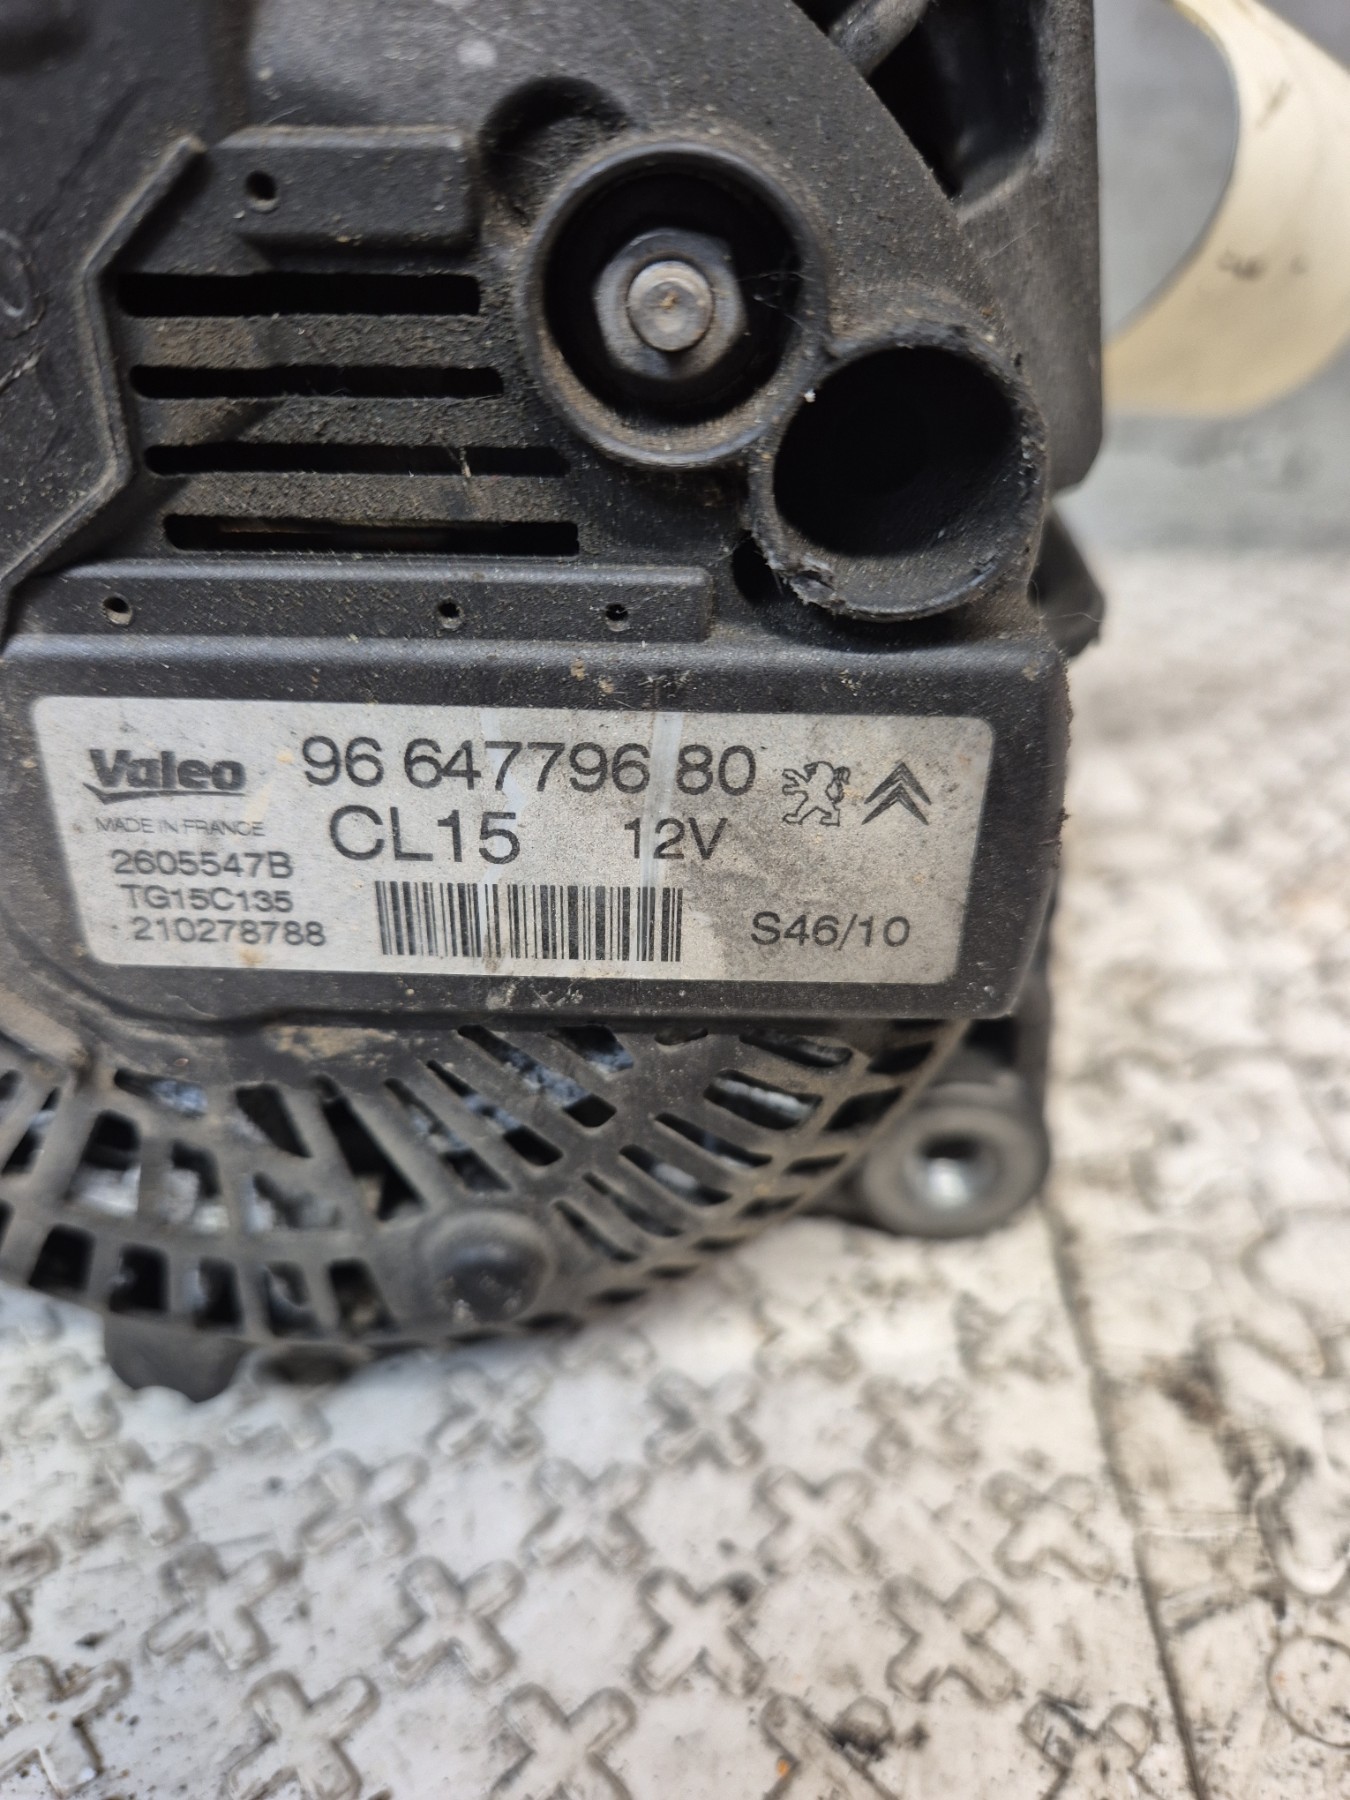 Valeo 96 647796 80
MADE IN FRANCE CL15 12V
2605547B
TG15C135
210278788 S46/10